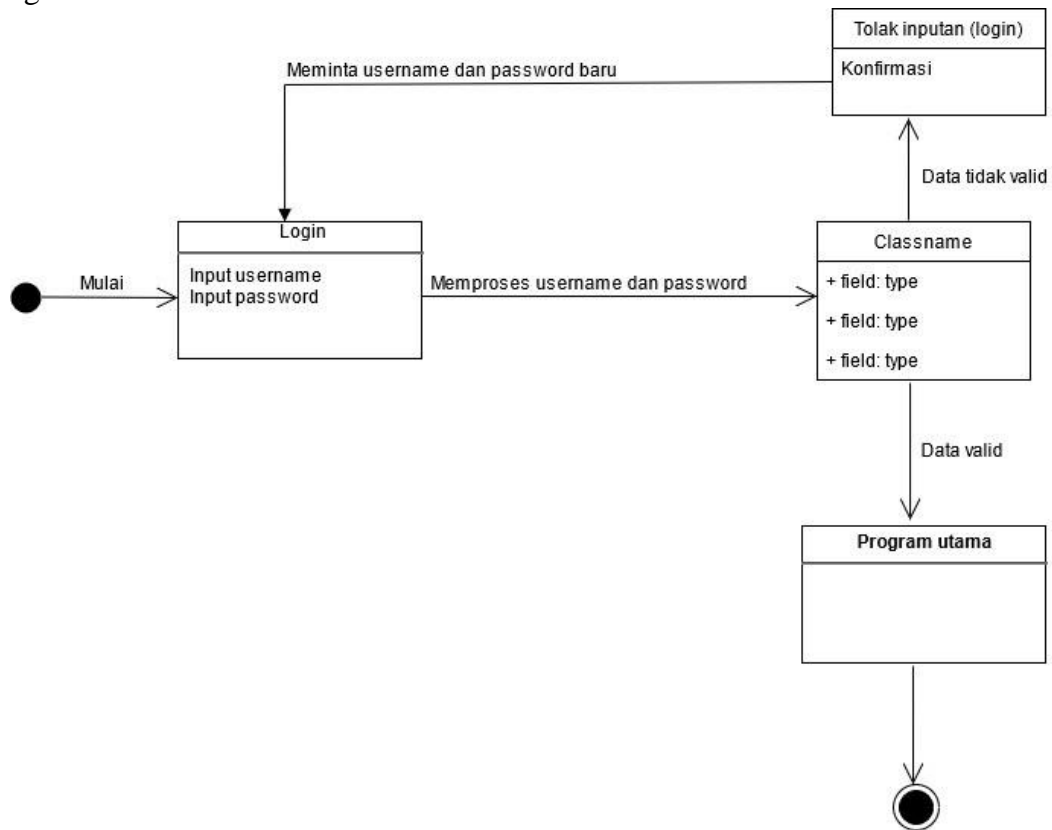 Tolak inputan (login)
Konfirmasi
Meminta username dan password baru
Data tidak valid
Login
Input username
Input password
Mulai
Memproses username dan password
Classname
+ field: type
+ field: type
+ field: type
Data valid
Program utama